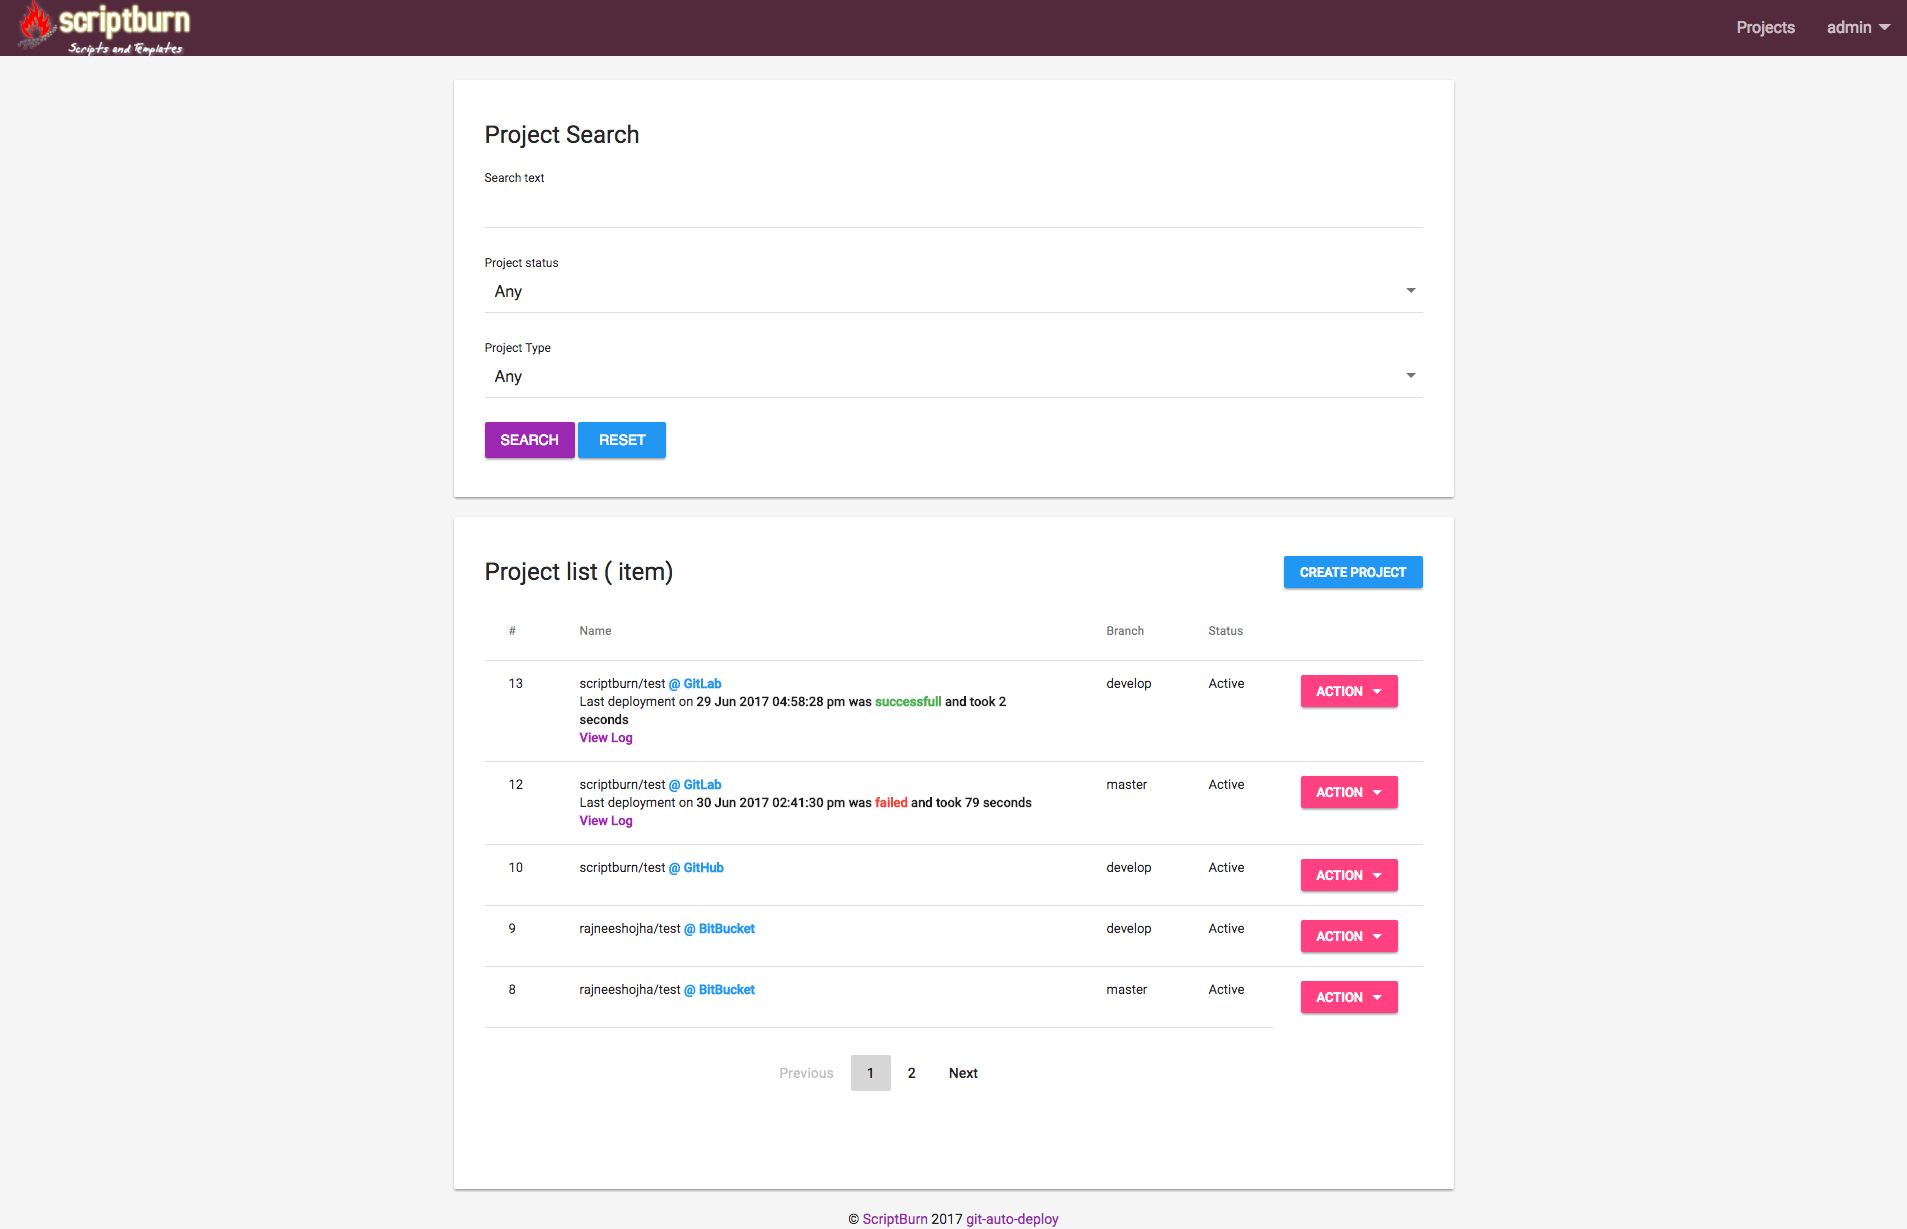 scriptburn
Scripts and Templates
Projects admin
Project Search
Search text
Project status
Any
Project Type
Any
SEARCH RESET
Project list ( item)
CREATE PROJECT
# Name Branch Status
13 scriptburn/test @ GitLab develop Active ACTION
Last deployment on 29 Jun 2017 04:58:28 pm was successfull and took 2
seconds
View Log
12 scriptburn/test @ GitLab master Active ACTION
Last deployment on 30 Jun 2017 02:41:30 pm was failed and took 79 seconds
View Log
10 scriptburn/test @ GitHub develop Active ACTION
9 rajneeshojha/test @ BitBucket develop Active ACTION
8 rajneeshojha/test @ BitBucket master Active ACTION
Previous 1 2 Next
© ScriptBurn 2017 git-auto-deploy